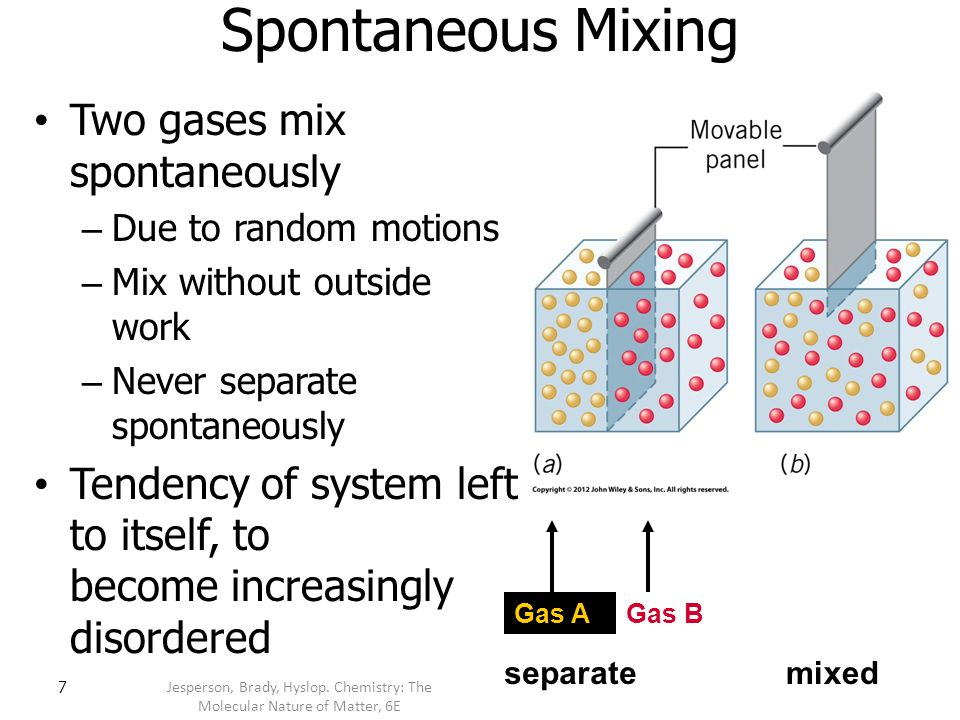 Spontaneous Mixing
• Two gases mix
spontaneously
– Due to random motions
– Mix without outside
work
– Never separate
spontaneously
• Tendency of system left
to itself, to
become increasingly
disordered
Movable
panel
(a)
(b)
Copyright © 2012 John Wiley & Sons, Inc. All rights reserved.
Gas A
Gas B
separate
mixed
7
Jesperson, Brady, Hyslop. Chemistry: The
Molecular Nature of Matter, 6E